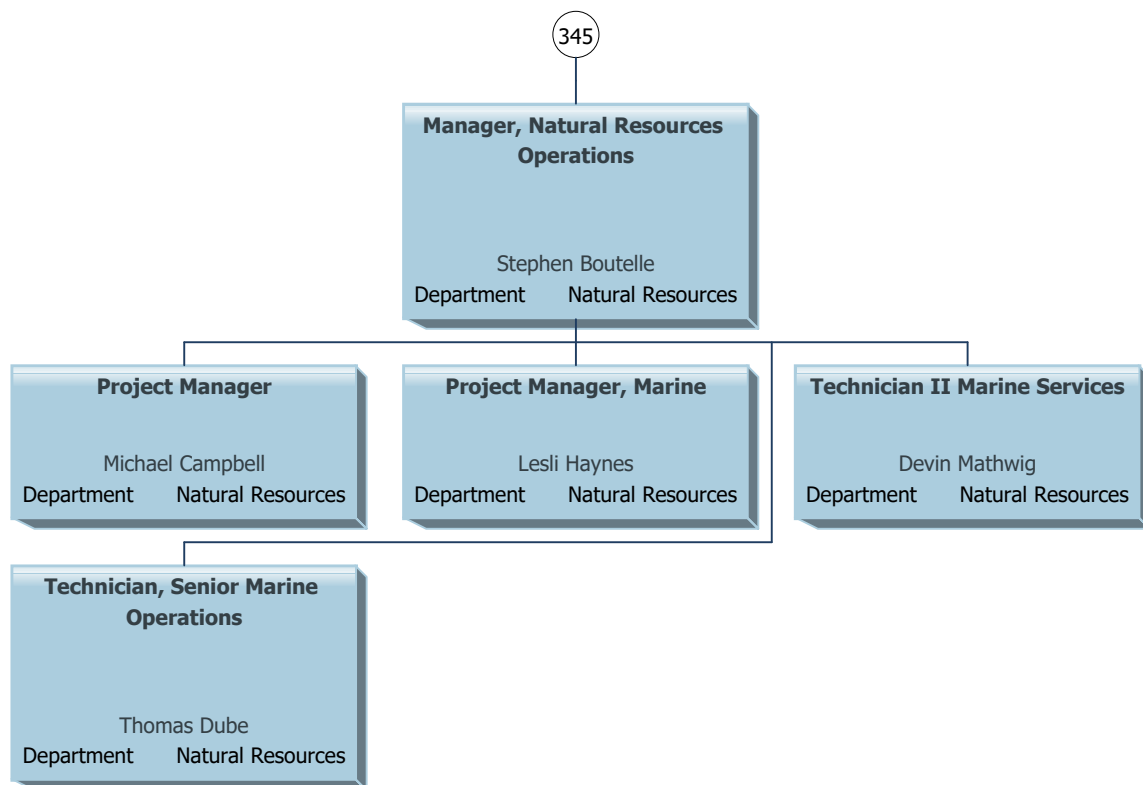 345
Manager, Natural Resources
Operations
Stephen Boutelle
Department Natural Resources
Project Manager
Michael Campbell
Department Natural Resources
Project Manager, Marine
Lesli Haynes
Department Natural Resources
Technician II Marine Services
Devin Mathwig
Department Natural Resources
Technician, Senior Marine
Operations
Thomas Dube
Department Natural Resources